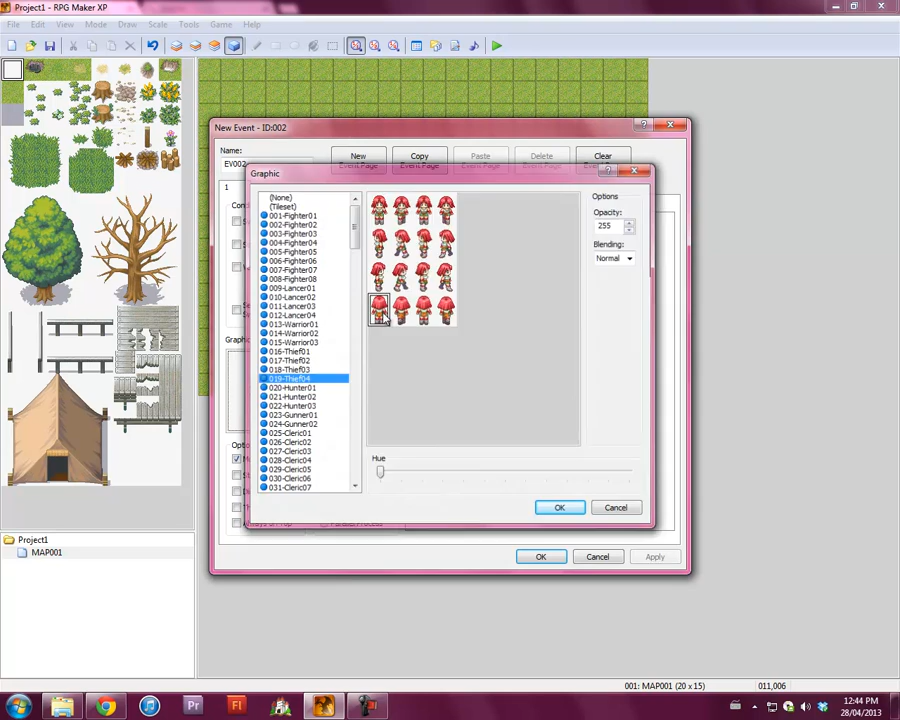 Project1 - RPG Maker XP
File Edit View Mode Draw Scale Tools Game Help
New Event - ID:002
Name:
EV002
New
Event Page
Copy
Event Page
Paste
Event Page
Delete
Event Page
Clear
Event Page
1
Graphic
(None)
(Tileset)
001-Fighter01
002-Fighter02
003-Fighter03
004-Fighter04
005-Fighter05
006-Fighter06
007-Fighter07
008-Fighter08
009-Lancer01
010-Lancer02
011-Lancer03
012-Lancer04
013-Warrior01
014-Warrior02
015-Warrior03
016-Thief01
017-Thief02
018-Thief03
019-Thief04
020-Hunter01
021-Hunter02
022-Hunter03
023-Gunner01
024-Gunner02
025-Cleric01
026-Cleric02
027-Cleric03
028-Cleric04
029-Cleric05
030-Cleric06
031-Cleric07
Options
Opacity:
255
Blending:
Normal
Hue
OK Cancel
OK Cancel Apply
Project1
MAP001
001: MAP001 (20 x 15) 011,006
Pr
Fl
12:44 PM
28/04/2013